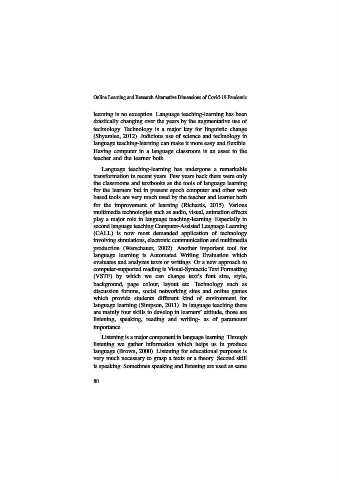 Online Learning and Research Alternative Dimensions of Covid-19 Pandemic
learning is no exception. Language teaching-learning has been
drastically changing over the years by the augmentative use of
technology. Technology is a major key for linguistic change
(Shyamlee, 2012). Judicious use of science and technology in
language teaching-learning can make it more easy and flexible.
Having computer in a language classroom is an asset to the
teacher and the learner both.
Language teaching-learning has undergone a remarkable
transformation in recent years. Few years back there were only
the classrooms and textbooks as the tools of language learning
for the learners but in present epoch computer and other web
based tools are very much used by the teacher and learner both
for the improvement of learning (Richards, 2015). Various
multimedia technologies such as audio, visual, animation effects
play a major role in language teaching-learning. Especially in
second language teaching Computer-Assisted Language Learning
(CALL) is now most demanded application of technology
involving simulations, electronic communication and multimedia
production (Warschauer, 2002). Another important tool for
language learning is Automated Writing Evaluation which
evaluates and analyses texts or writings. Or a new approach to
computer-supported reading is Visual-Syntactic Text Formatting
(VSTF) by which we can change text's font size, style,
background, page colour, layout etc. Technology such as
discussion forums, social networking sites and online games
which provide students different kind of environment for
language learning (Simpson, 2011). In language teaching there
are mainly four skills to develop in learners' attitude, those are
listening, speaking, reading and writing- as of paramount
importance.
Listening is a major component in language learning. Through
listening we gather information which helps us to produce
language (Brown, 2000). Listening for educational purposes is
very much necessary to grasp a texts or a theory. Second skill
is speaking. Sometimes speaking and listening are used as same
80